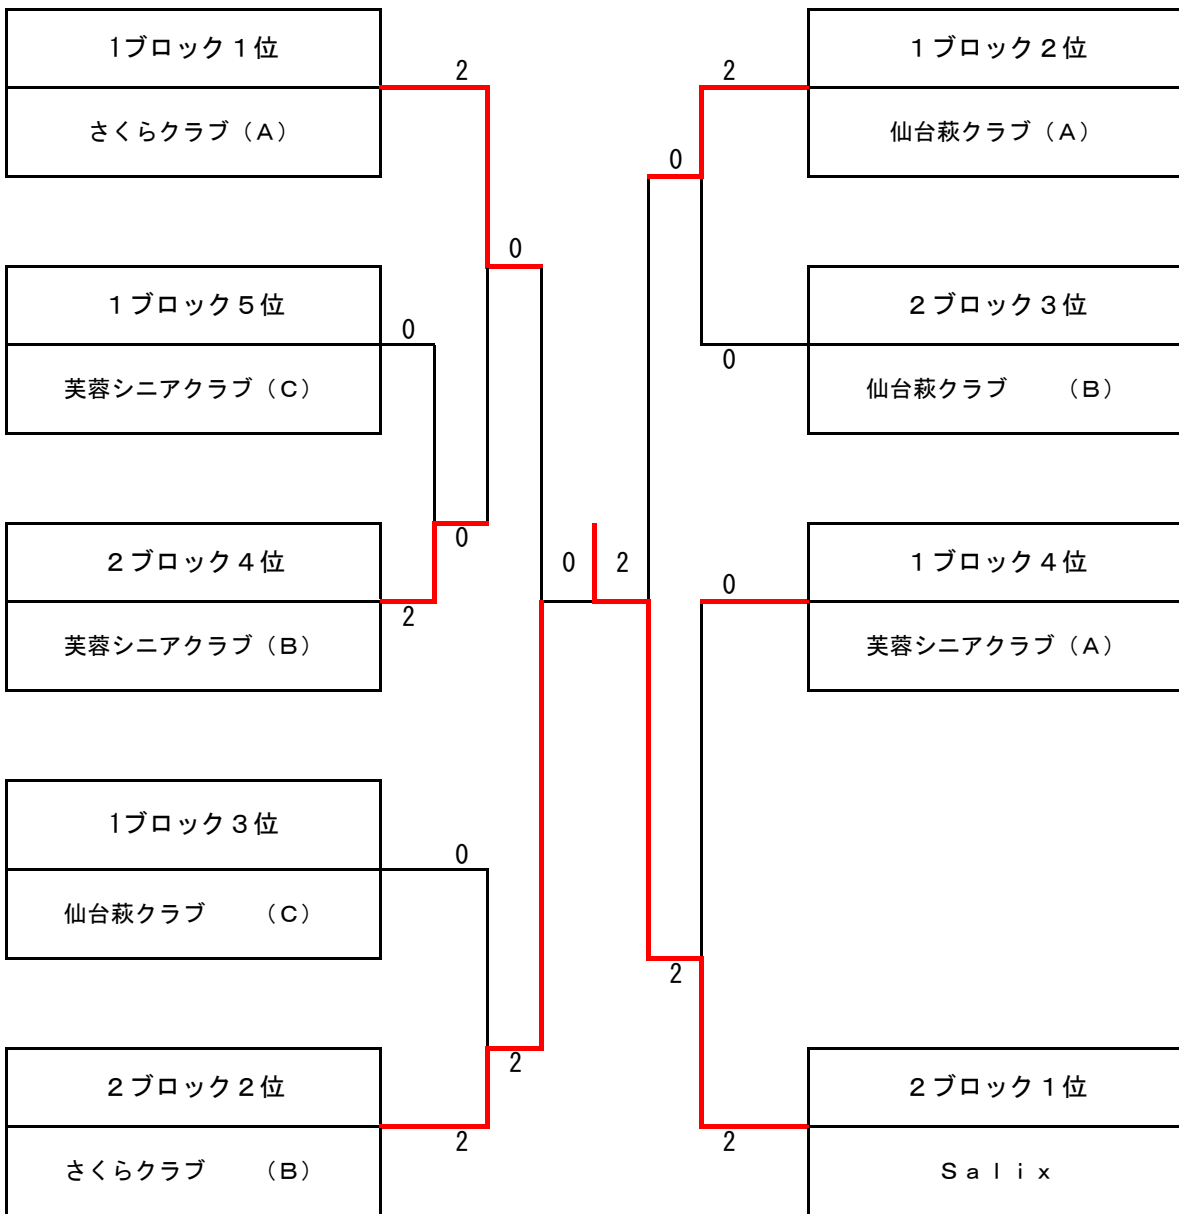 1ブロック1位
さくらクラブ（A）
1ブロック5位
芙蓉シニアクラブ（C）
2ブロック4位
芙蓉シニアクラブ（B）
1ブロック3位
仙台萩クラブ　　（C）
2ブロック2位
さくらクラブ　　（B）
2
0
2
0
2
0
0
2
0
2
0
2
2
0
0
2
1ブロック2位
仙台萩クラブ（A）
2ブロック3位
仙台萩クラブ　　（B）
1ブロック4位
芙蓉シニアクラブ（A）
2ブロック1位
Salix